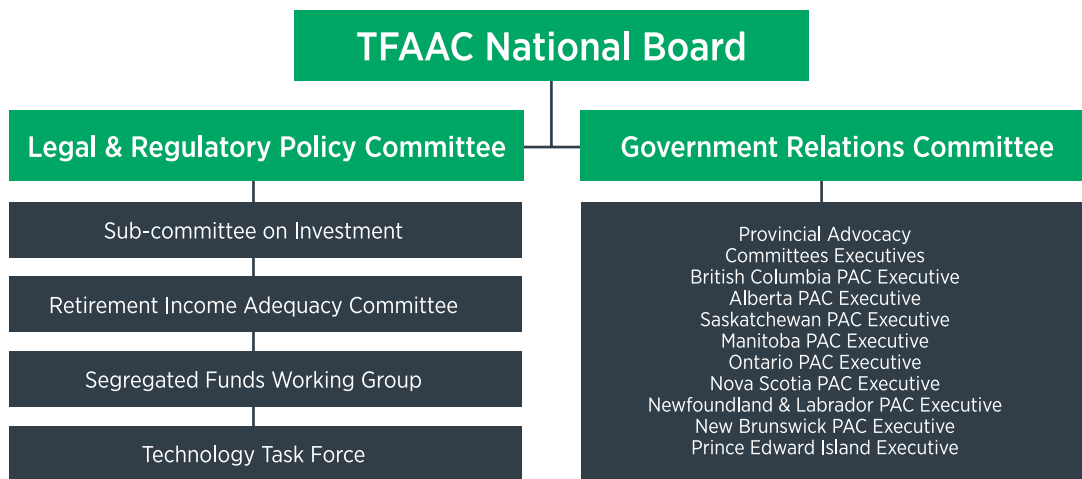 TFAAC National Board
Legal & Regulatory Policy Committee
Sub-committee on Investment
Retirement Income Adequacy Committee
Segregated Funds Working Group
Technology Task Force
Government Relations Committee
Provincial Advocacy
Committees Executives
British Columbia PAC Executive
Alberta PAC Executive
Saskatchewan PAC Executive
Manitoba PAC Executive
Ontario PAC Executive
Nova Scotia PAC Executive
Newfoundland & Labrador PAC Executive
New Brunswick PAC Executive
Prince Edward Island Executive